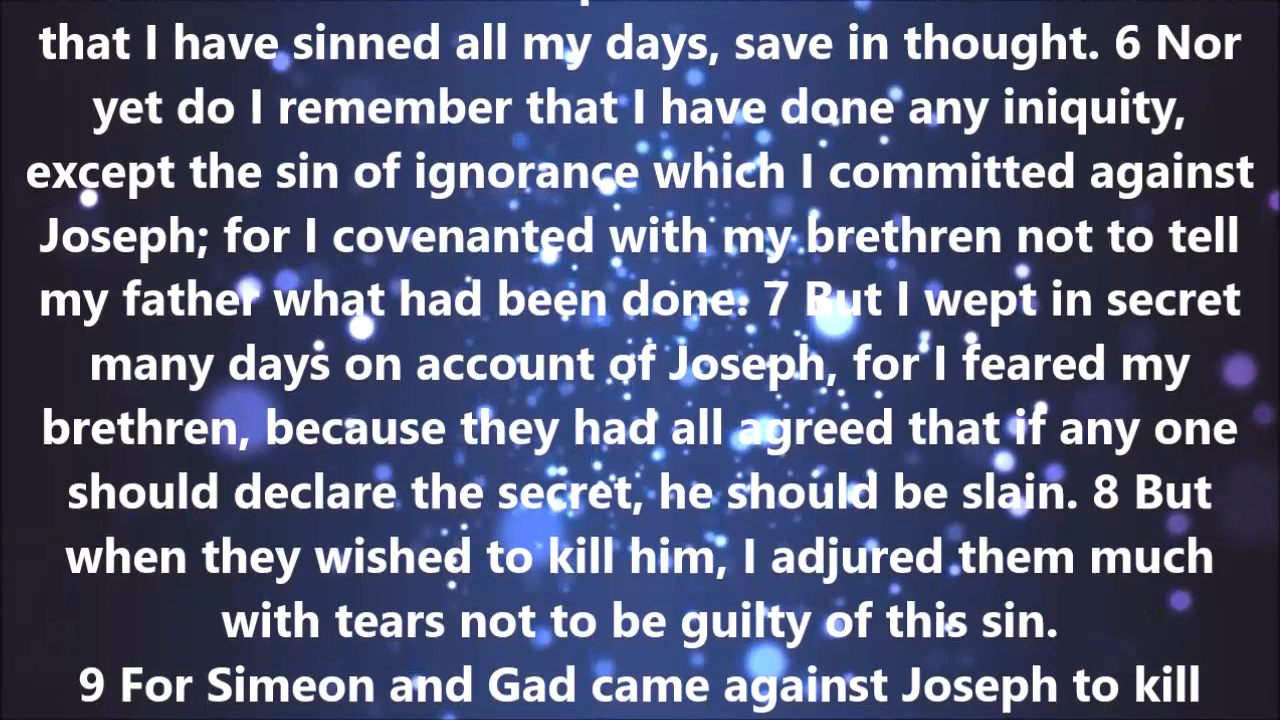 that I have sinned all my days, save in thought. 6 Nor
yet do I remember that I have done any iniquity,
except the sin of ignorance which I committed against
Joseph; for I covenanted with my brethren not to tell
my father what had been done. 7 But I wept in secret
many days on account of Joseph, for I feared my
brethren, because they had all agreed that if any one
should declare the secret, he should be slain. 8 But
when they wished to kill him, I adjured them much
with tears not to be guilty of this sin.
9 For Simeon and Gad came against Joseph to kill